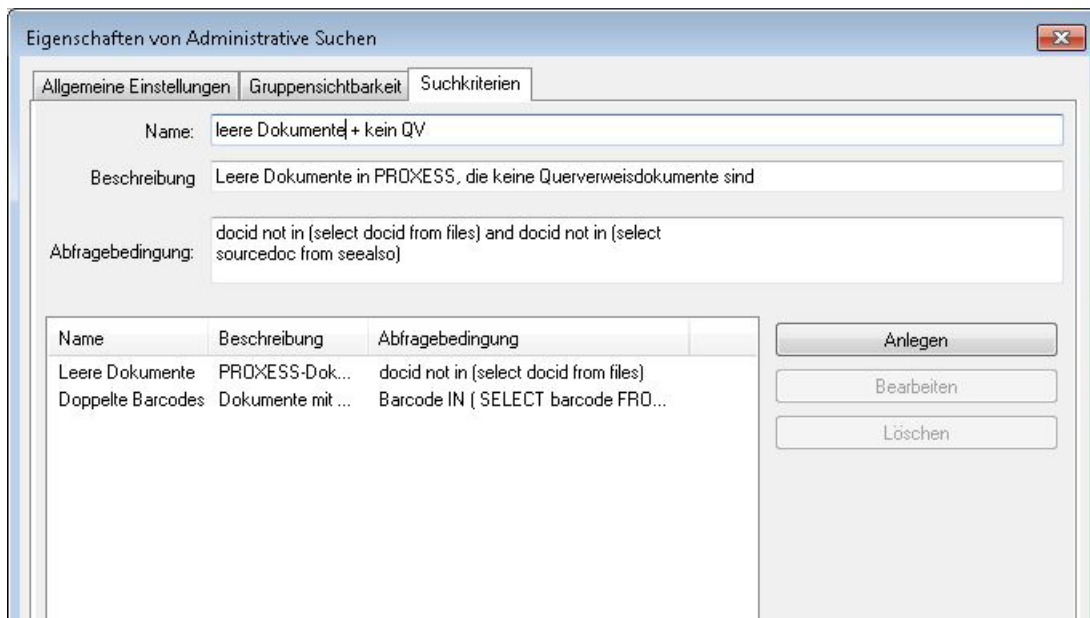 Eigenschaften von Administrative Suchen
Allgemeine Einstellungen Gruppensichtbarkeit Suchkriterien
Name: leere Dokumente + kein QV
Beschreibung Leere Dokumente in PROXESS, die keine Querverweisdokumente sind
Abfragebedingung: docid not in (select docid from files) and docid not in (select
sourcedoc from seealso)
Name Beschreibung Abfragebedingung
Leere Dokumente PROXESS-Dok... docid not in (select docid from files)
Doppelte Barcodes Dokumente mit ... Barcode IN ( SELECT barcode FRO...
Anlegen
Bearbeiten
Löschen